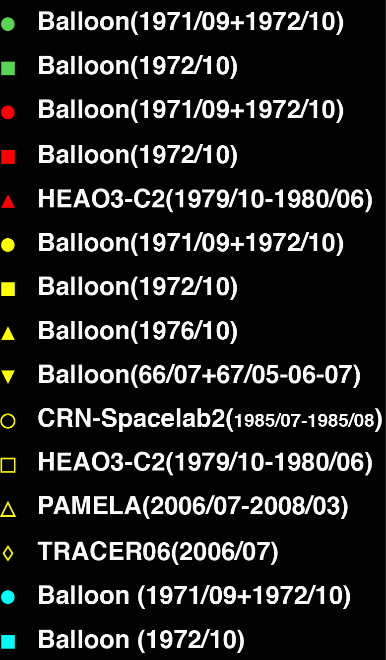 Balloon(1971/09+1972/10)
Balloon(1972/10)
Balloon(1971/09+1972/10)
Balloon(1972/10)
HEAO3-C2(1979/10-1980/06)
Balloon(1971/09+1972/10)
Balloon(1972/10)
Balloon(1976/10)
Balloon(66/07+67/05-06-07)
CRN-Spacelab2(1985/07-1985/08)
HEAO3-C2(1979/10-1980/06)
PAMELA(2006/07-2008/03)
TRACER06(2006/07)
Balloon (1971/09+1972/10)
Balloon (1972/10)